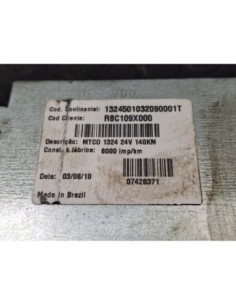 VDO
Cod. Continental: 1324501032090001T
Cod Cliente: R8C109X000
Descrição: MTCO 1324 24V 140KM
Const. k fábrica: 8000 imp/km
Data: 03/08/10
07428371
Made in Brazil